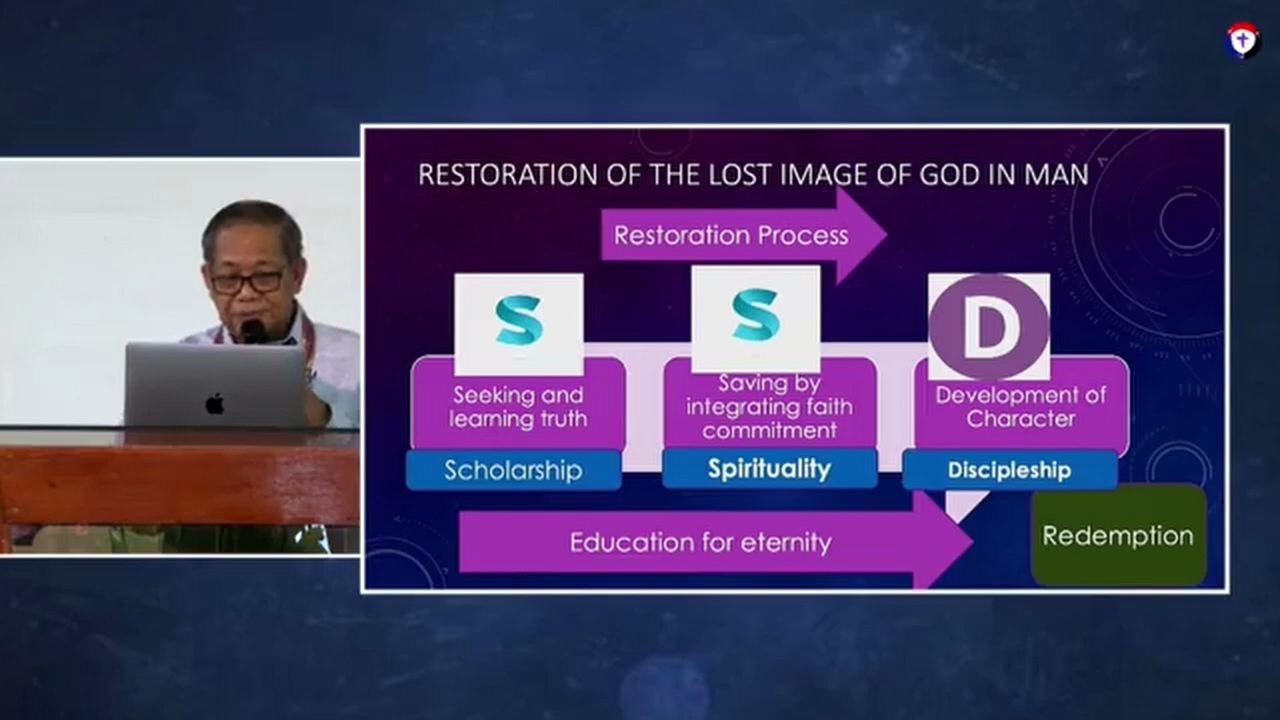 RESTORATION OF THE LOST IMAGE OF GOD IN MAN
Restoration Process
S
S
D
Seeking and
learning truth
Saving by
integrating faith
commitment
Development of
Character
Scholarship
Spirituality
Discipleship
Education for eternity
Redemption